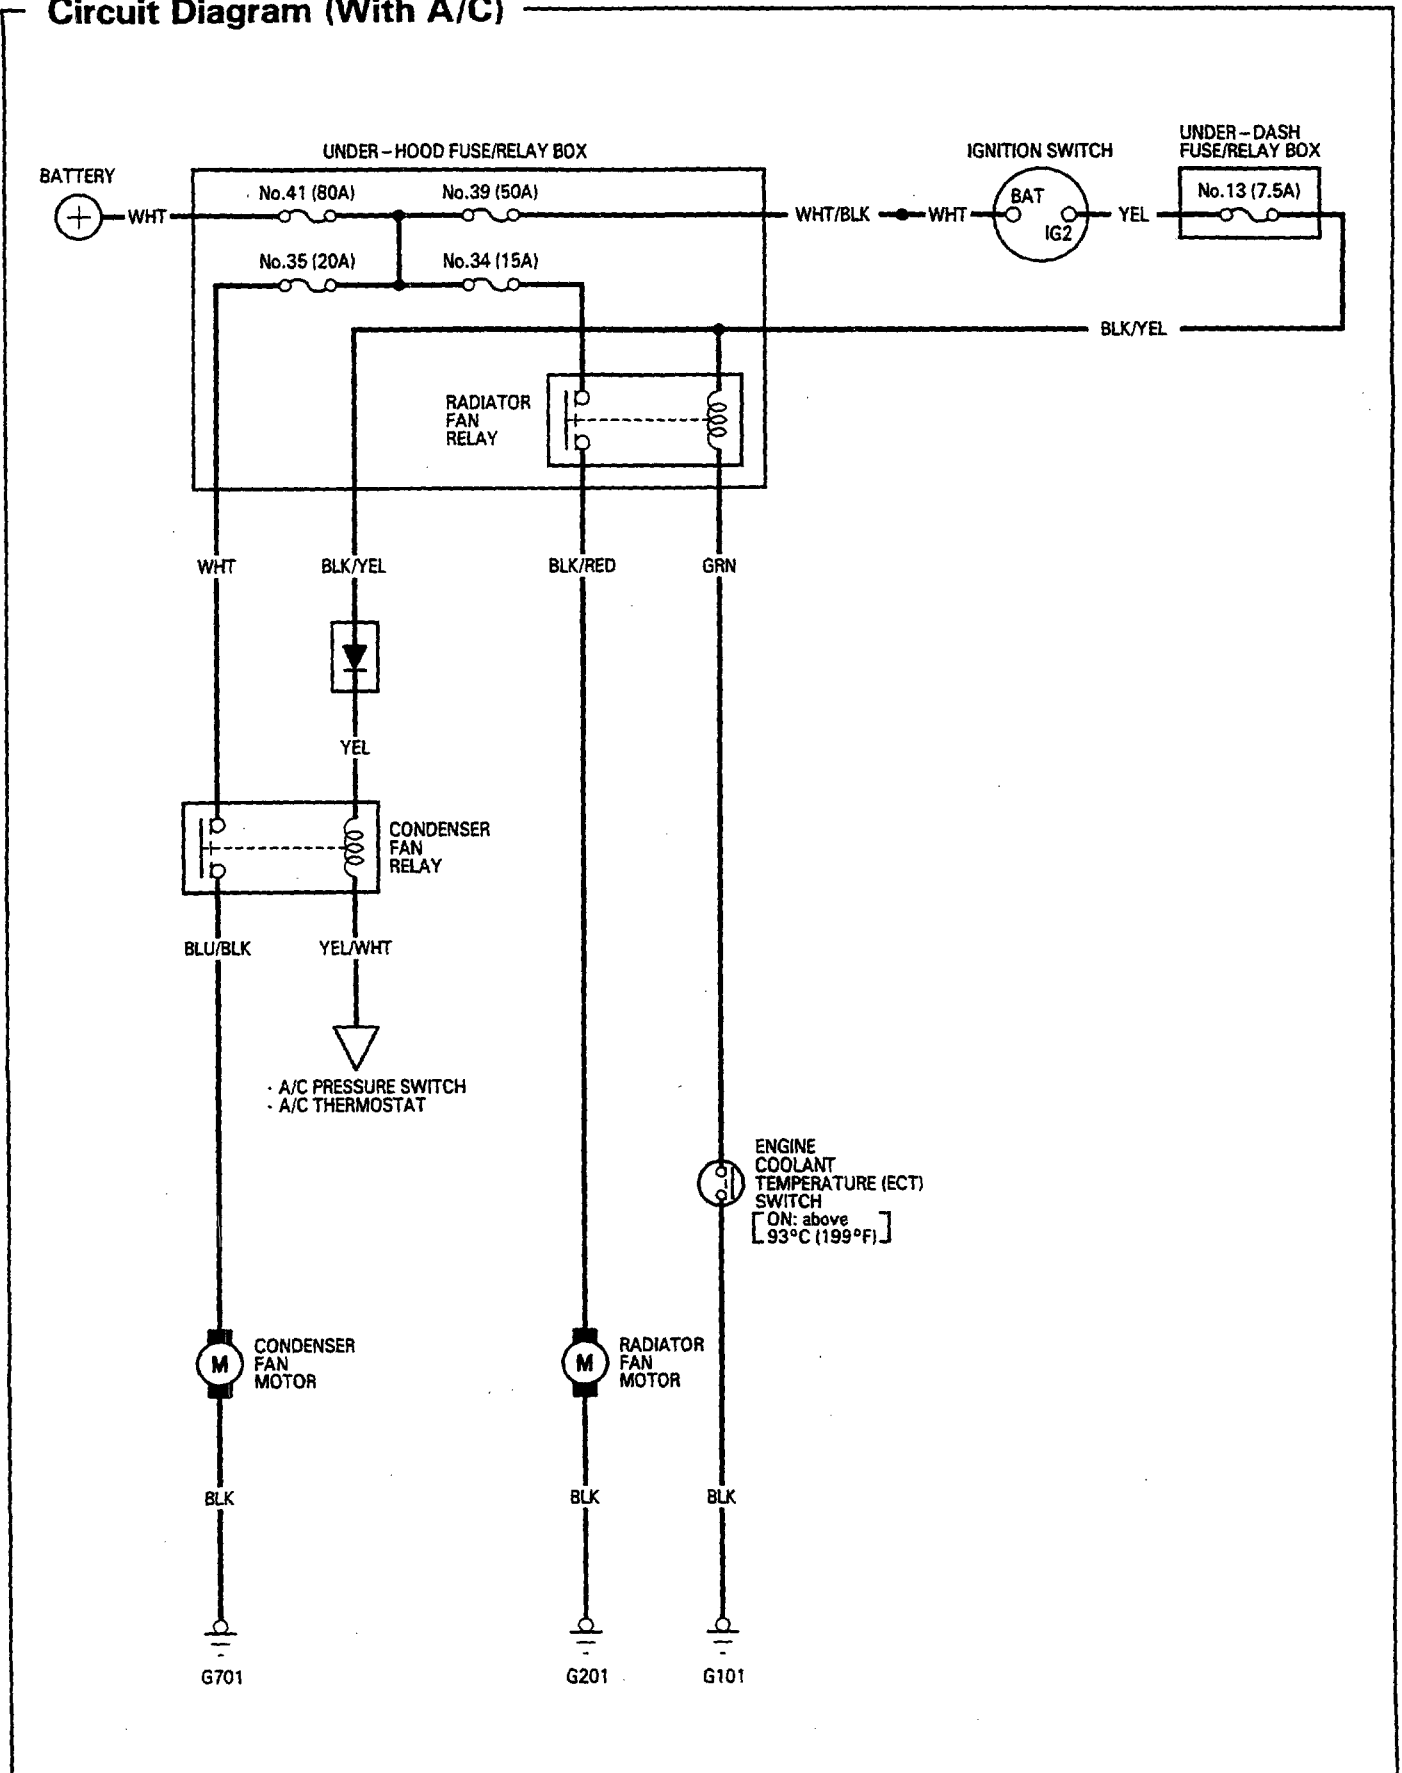 Circuit Diagram (With A/C)
UNDER-HOOD FUSE/RELAY BOX
IGNITION SWITCH
UNDER-DASH
FUSE/RELAY BOX
BATTERY
No.41 (80A)
No.39 (50A)
No.13 (7.5A)
+
WHT
WHT/BLK
WHT
BAT
IG2
YEL
No.35 (20A)
No.34 (15A)
BLK/YEL
RADIATOR
FAN
RELAY
WHT
BLK/YEL
BLK/RED
GRN
YEL
CONDENSER
FAN
RELAY
BLU/BLK
YEL/WHT
· A/C PRESSURE SWITCH
· A/C THERMOSTAT
ENGINE
COOLANT
TEMPERATURE (ECT)
SWITCH
[ON: above
93°C (199°F)]
M
CONDENSER
FAN
MOTOR
M
RADIATOR
FAN
MOTOR
BLK
BLK
BLK
G701
G201
G101